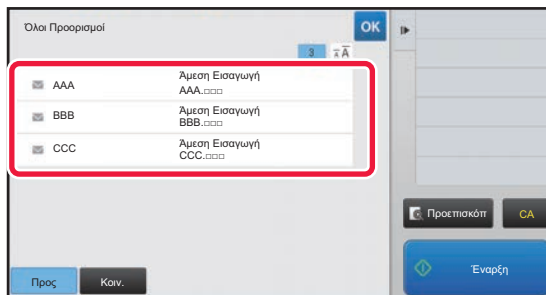 Όλοι Προορισμοί
OK
3
AAA
Άμεση Εισαγωγή
AAA.□□□
BBB
Άμεση Εισαγωγή
BBB.□□□
CCC
Άμεση Εισαγωγή
CCC.□□□
Προεπισκόπ
CA
Έναρξη
Προς
Κοιν.